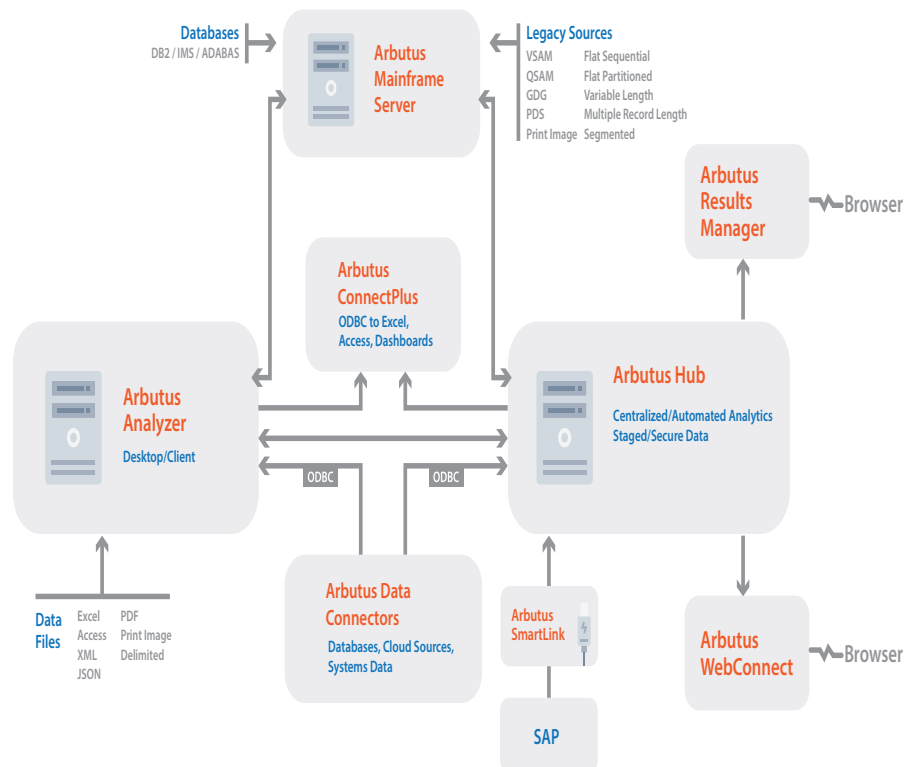 Databases
DB2 / IMS / ADABAS
Arbutus
Mainframe
Server
Legacy Sources
VSAM Flat Sequential
QSAM Flat Partitioned
GDG Variable Length
PDS Multiple Record Length
Print Image Segmented
Arbutus
Results
Manager
Browser
Arbutus
ConnectPlus
ODBC to Excel,
Access, Dashboards
Arbutus
Analyzer
Desktop/Client
Arbutus Hub
Centralized/Automated Analytics
Staged/Secure Data
ODBC
ODBC
Data
Files
Excel PDF
Access Print Image
XML Delimited
JSON
Arbutus Data
Connectors
Databases, Cloud Sources,
Systems Data
Arbutus
SmartLink
SAP
Arbutus
WebConnect
Browser